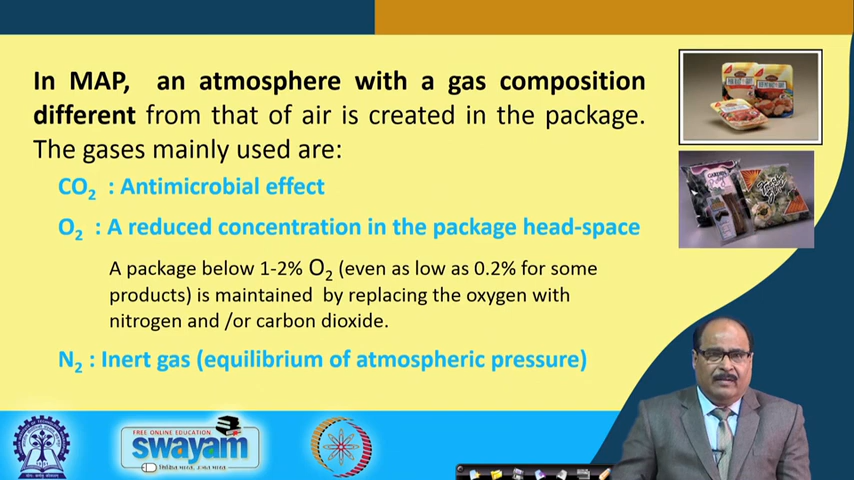 In MAP, an atmosphere with a gas composition
different from that of air is created in the package.
The gases mainly used are:
CO2 : Antimicrobial effect
O2 : A reduced concentration in the package head-space
A package below 1-2% O2 (even as low as 0.2% for some
products) is maintained by replacing the oxygen with
nitrogen and /or carbon dioxide.
N2 : Inert gas (equilibrium of atmospheric pressure)
FREE ONLINE EDUCATION
swayam